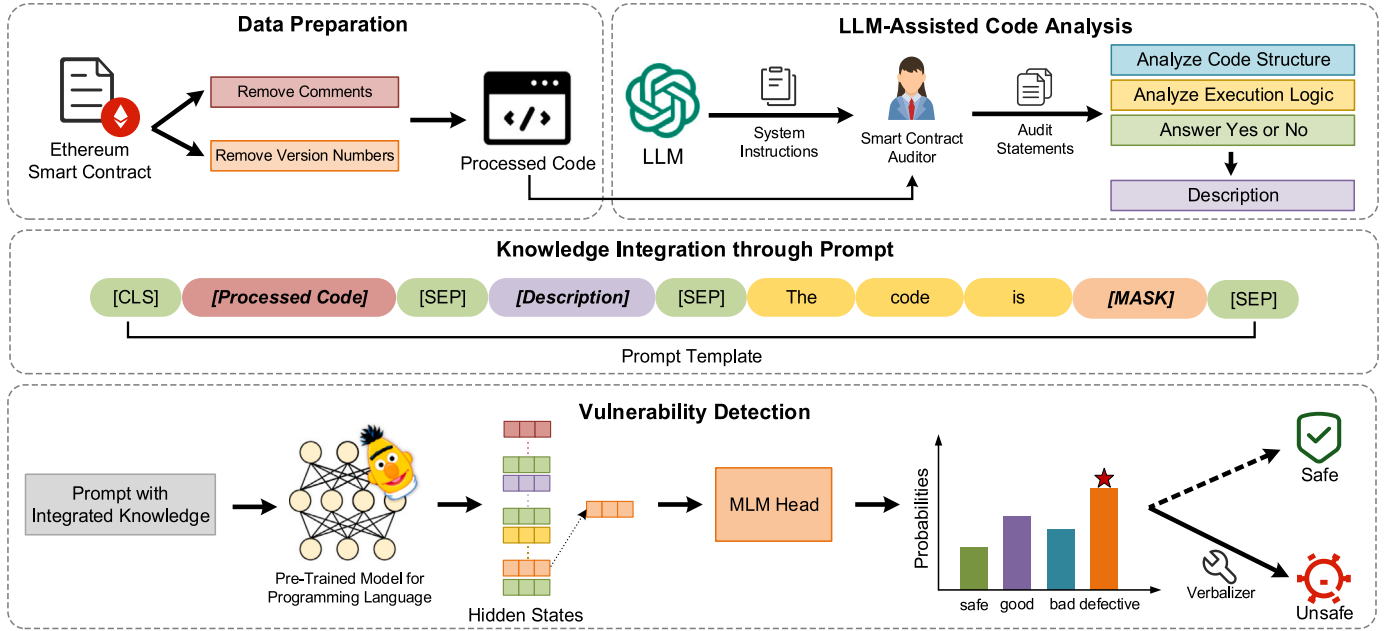 Data Preparation
Ethereum
Smart Contract
Remove Comments
Remove Version Numbers
</>
Processed Code
LLM-Assisted Code Analysis
LLM
System
Instructions
Smart Contract
Auditor
Audit
Statements
Analyze Code Structure
Analyze Execution Logic
Answer Yes or No
Description
Knowledge Integration through Prompt
[CLS] [Processed Code] [SEP] [Description] [SEP] The code is [MASK] [SEP]
Prompt Template
Vulnerability Detection
Prompt with
Integrated Knowledge
Pre-Trained Model for
Programming Language
Hidden States
MLM Head
Probabilities
safe good bad defective
Verbalizer
Safe
Unsafe